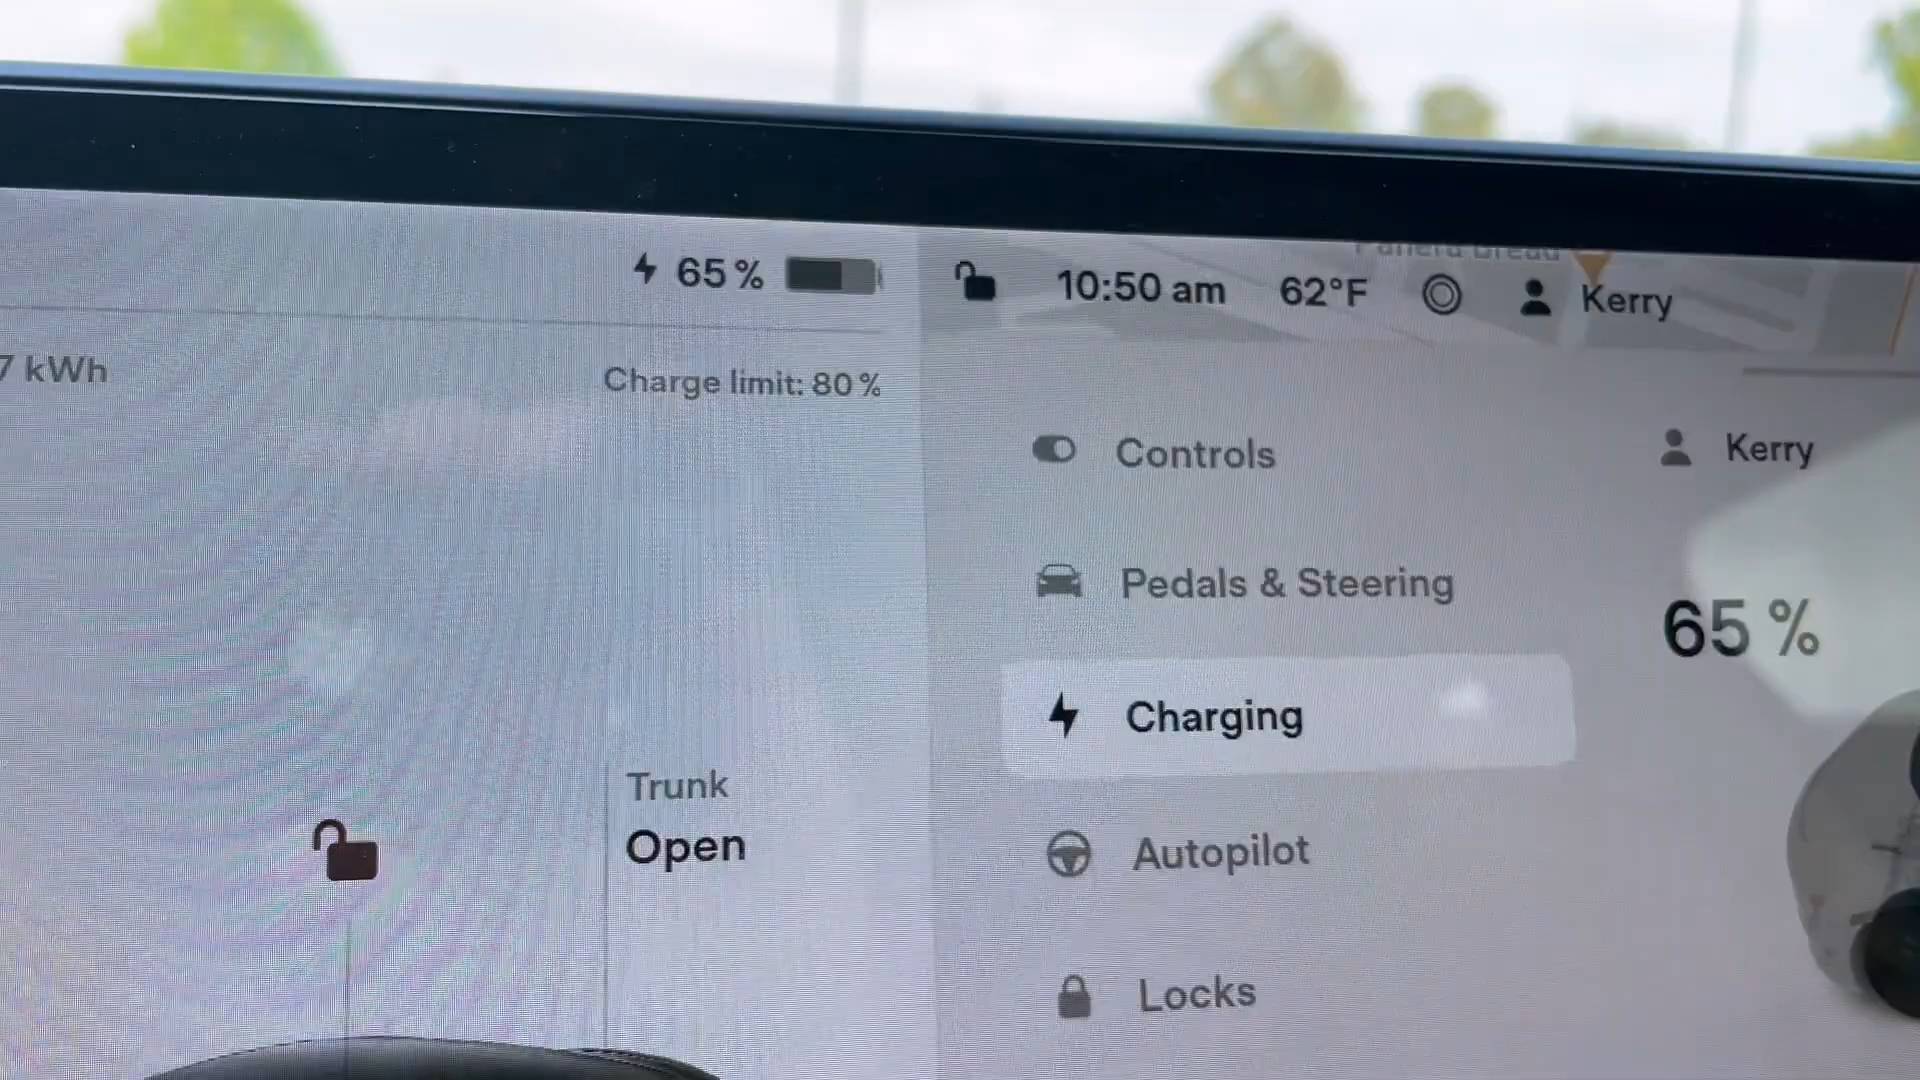 65%
10:50 am
62°F
Kerry
7 kWh
Charge limit: 80%
Controls
Kerry
Pedals & Steering
65 %
Charging
Trunk
Open
Autopilot
Locks